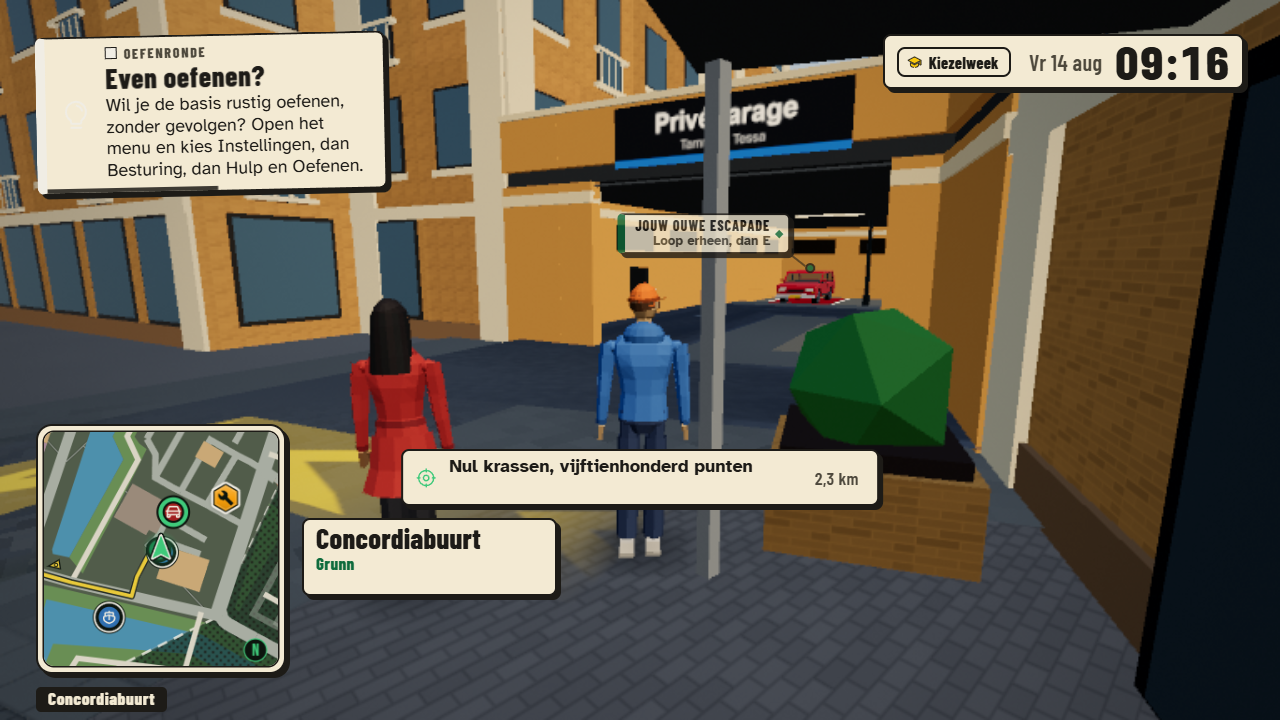 OEFENRONDE
Even oefenen?
Wil je de basis rustig oefenen,
zonder gevolgen? Open het
menu en kies Instellingen, dan
Besturing, dan Hulp en Oefenen.
Kiezelweek
Vr 14 aug
09:16
Tessa
JOUW OUWE ESCAPADE
Loop erheen, dan E
Nul krassen, vijftienhonderd punten
2,3 km
Concordiabuurt
Grunn
N
Concordiabuurt